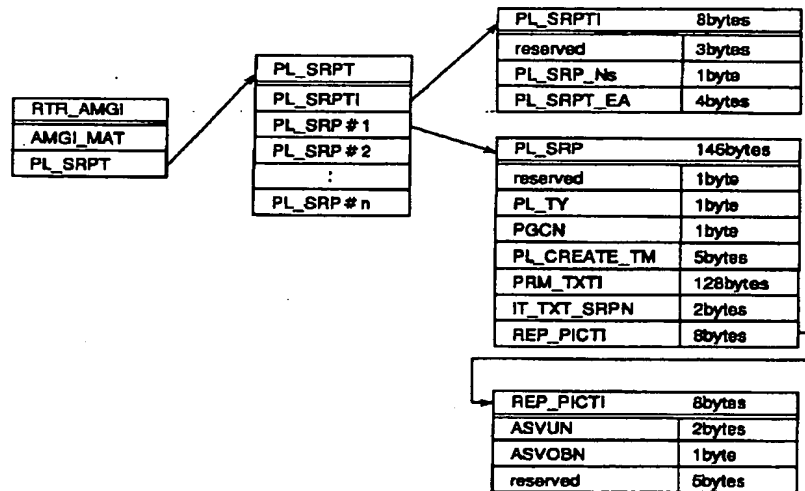 RTR_AMGI
AMGI_MAT
PL_SRPT
PL_SRPT
PL_SRPTI
PL_SRP#1
PL_SRP#2
:
PL_SRP#n
PL_SRPTI 8bytes
reserved 3bytes
PL_SRP_Ns 1byte
PL_SRPT_EA 4bytes
PL_SRP 146bytes
reserved 1byte
PL_TY 1byte
PGCN 1byte
PL_CREATE_TM 5bytes
PRM_TXTI 128bytes
IT_TXT_SRPN 2bytes
REP_PICTI 8bytes
REP_PICTI 8bytes
ASVUN 2bytes
ASVOBN 1byte
reserved 5bytes